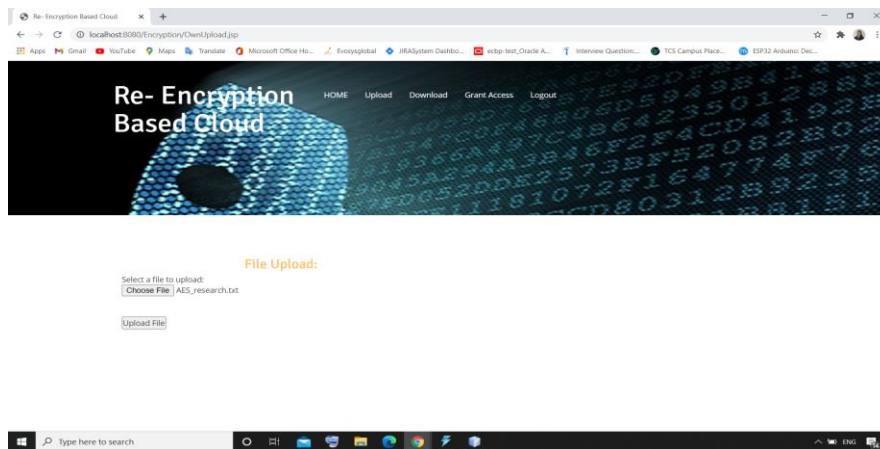 Re- Encryption Based Cloud
localhost:8080/Encryption/OwnUpload.jsp
Apps Gmail YouTube Maps Translate Microsoft Office Ho... Evosysglobal JIRASystem Dashbo... ecbp-test_Oracle A... Interview Question:... TCS Campus Place... ESP32 Arduino: Dec...
Re- Encryption HOME Upload Download Grant Access Logout
Based Cloud
File Upload:
Select a file to upload:
Choose File AES_research.txt
Upload File
Type here to search ENG